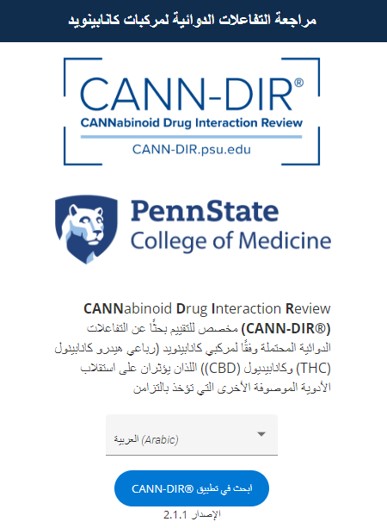 مراجعة التفاعلات الدوائية لمركبات كانابينويد
CANN-DIR®
CANNabinoid Drug Interaction Review
CANN-DIR.psu.edu
PennState
College of Medicine
CANNabinoid Drug Interaction Review
(CANN-DIR®) مخصص للتقييم بحثًا عن التفاعلات
الدوائية المحتملة وفقًا لمركبي كانابينويد (رباعي هيدرو كانابينول
(THC) وكانابيديول (CBD)) اللذان يؤثران على استقلاب
الأدوية الموصوفة الأخرى التي تؤخذ بالتزامن
العربية (Arabic)
ابحث في تطبيق CANN-DIR®
الإصدار 2.1.1